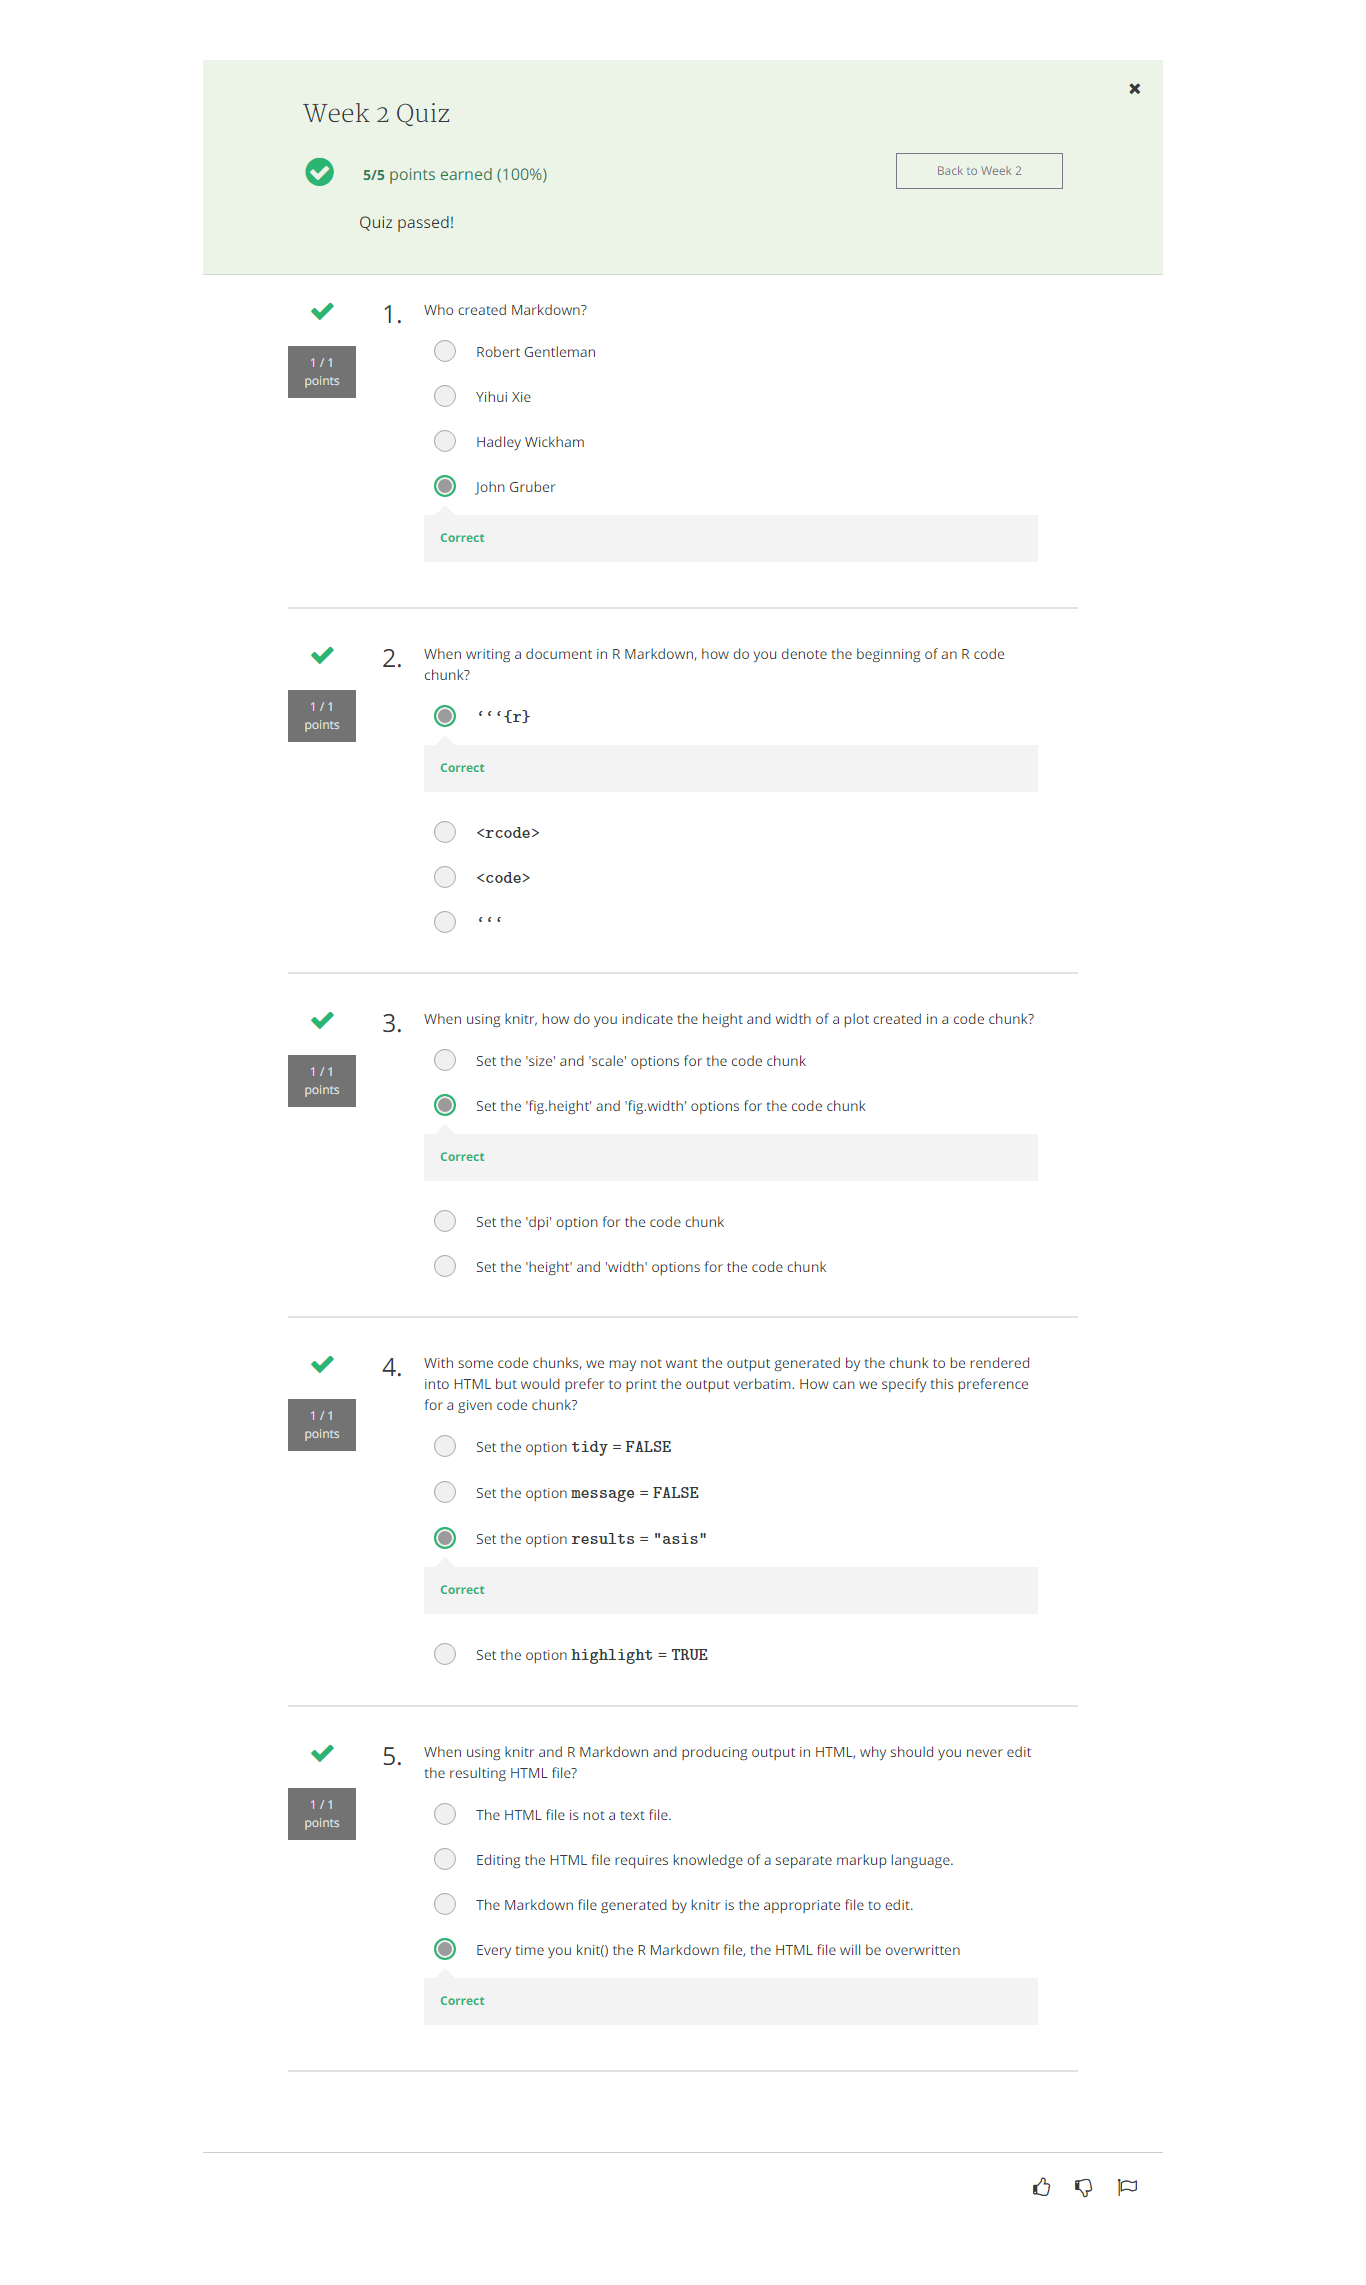 Week 2 Quiz
5/5 points earned (100%)
Back to Week 2
Quiz passed!
1 / 1
points
1.
Who created Markdown?
Robert Gentleman
Yihui Xie
Hadley Wickham
John Gruber
Correct
1 / 1
points
2.
When writing a document in R Markdown, how do you denote the beginning of an R code
chunk?
‘‘‘{r}
Correct
<rcode>
<code>
‘‘‘
1 / 1
points
3.
When using knitr, how do you indicate the height and width of a plot created in a code chunk?
Set the 'size' and 'scale' options for the code chunk
Set the 'fig.height' and 'fig.width' options for the code chunk
Correct
Set the 'dpi' option for the code chunk
Set the 'height' and 'width' options for the code chunk
1 / 1
points
4.
With some code chunks, we may not want the output generated by the chunk to be rendered
into HTML but would prefer to print the output verbatim. How can we specify this preference
for a given code chunk?
Set the option tidy = FALSE
Set the option message = FALSE
Set the option results = "asis"
Correct
Set the option highlight = TRUE
1 / 1
points
5.
When using knitr and R Markdown and producing output in HTML, why should you never edit
the resulting HTML file?
The HTML file is not a text file.
Editing the HTML file requires knowledge of a separate markup language.
The Markdown file generated by knitr is the appropriate file to edit.
Every time you knit() the R Markdown file, the HTML file will be overwritten
Correct